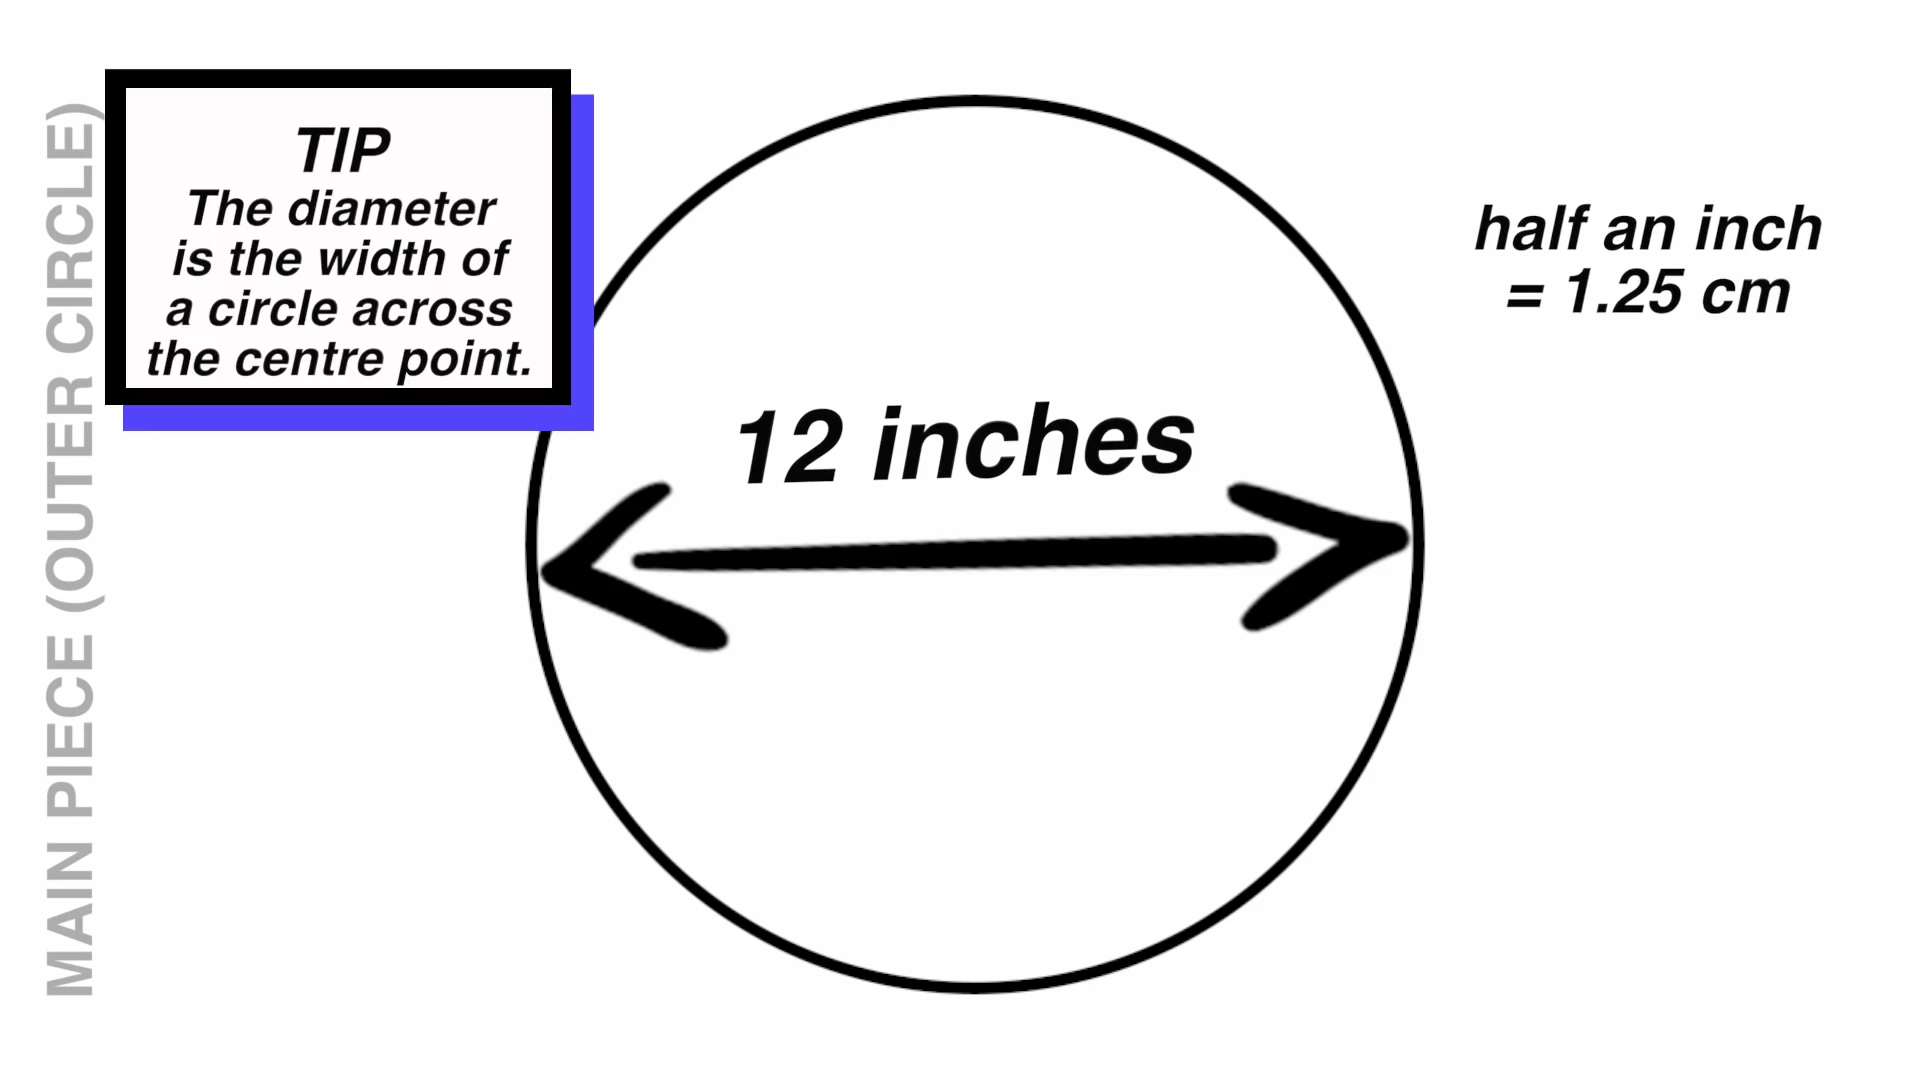 MAIN PIECE (OUTER CIRCLE)
TIP
The diameter
is the width of
a circle across
the centre point.
12 inches
half an inch
= 1.25 cm